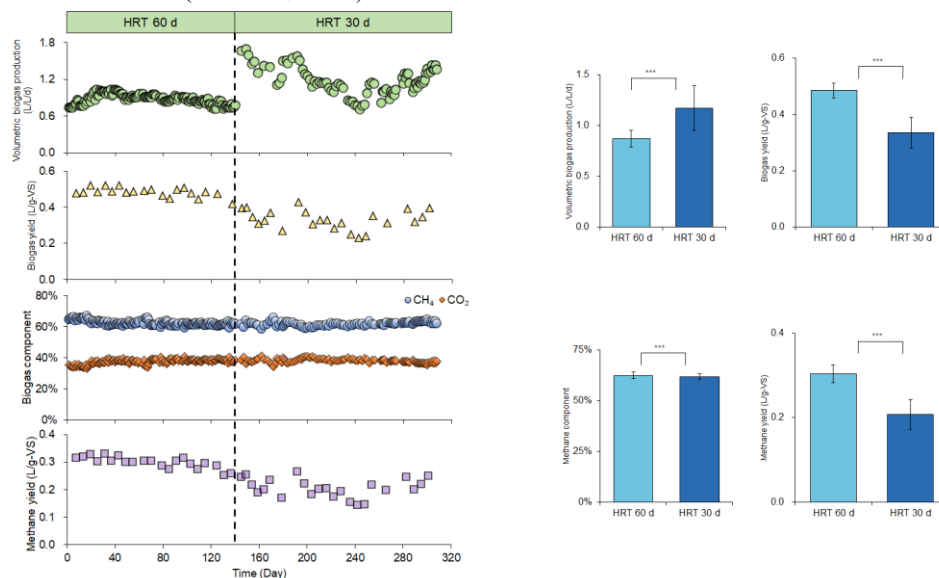 HRT 60 d
HRT 30 d
Volumetric biogas production
(L/L/d)
1.8
1.2
0.6
0.0
Biogas yield (L/g-VS)
0.6
0.4
0.2
0.0
Biogas component
80%
60%
40%
20%
0%
CH₄
CO₂
Methane yield (L/g-VS)
0.4
0.3
0.2
0.1
0.0
0
40
80
120
160
200
240
280
320
Time (Day)
Volumetric biogas production (L/L/d)
2.0
1.5
1.0
0.5
0.0
***
HRT 60 d
HRT 30 d
Biogas yield (L/g-VS)
0.6
0.4
0.2
0.0
***
HRT 60 d
HRT 30 d
Methane component
75%
50%
25%
0%
***
HRT 60 d
HRT 30 d
Methane yield (L/g-VS)
0.4
0.2
0.0
***
HRT 60 d
HRT 30 d